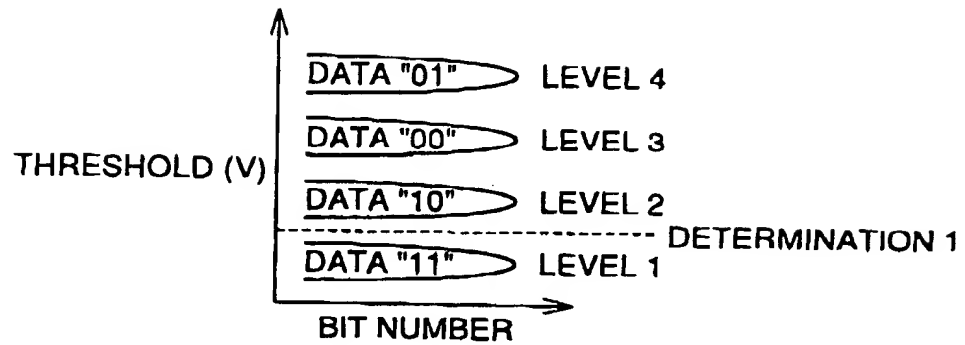 DATA "01" LEVEL 4
DATA "00" LEVEL 3
THRESHOLD (V)
DATA "10" LEVEL 2
DETERMINATION 1
DATA "11" LEVEL 1
BIT NUMBER